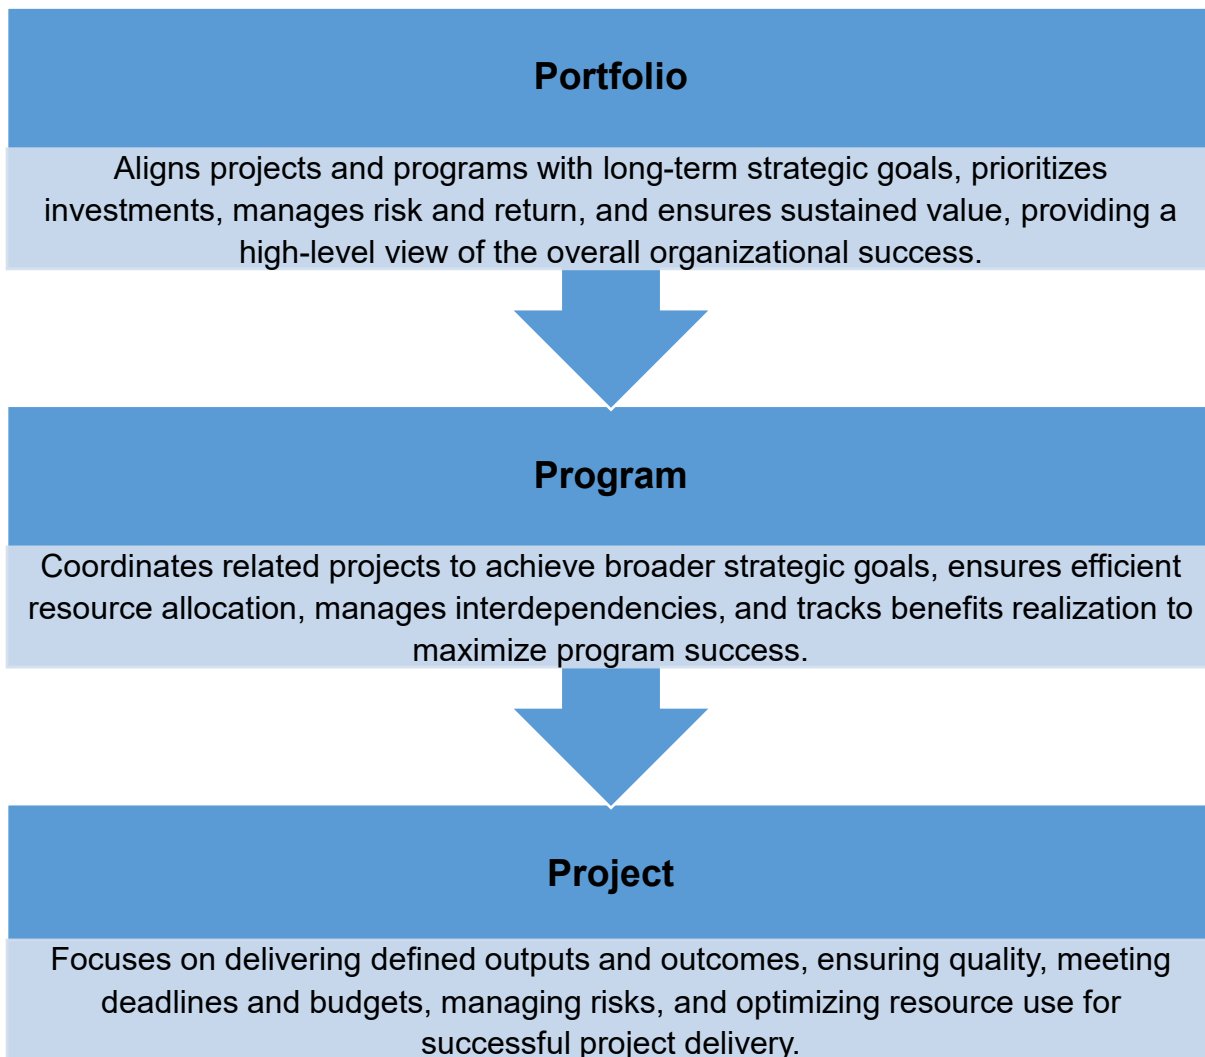 Portfolio
Aligns projects and programs with long-term strategic goals, prioritizes
investments, manages risk and return, and ensures sustained value, providing a
high-level view of the overall organizational success.
Program
Coordinates related projects to achieve broader strategic goals, ensures efficient
resource allocation, manages interdependencies, and tracks benefits realization to
maximize program success.
Project
Focuses on delivering defined outputs and outcomes, ensuring quality, meeting
deadlines and budgets, managing risks, and optimizing resource use for
successful project delivery.